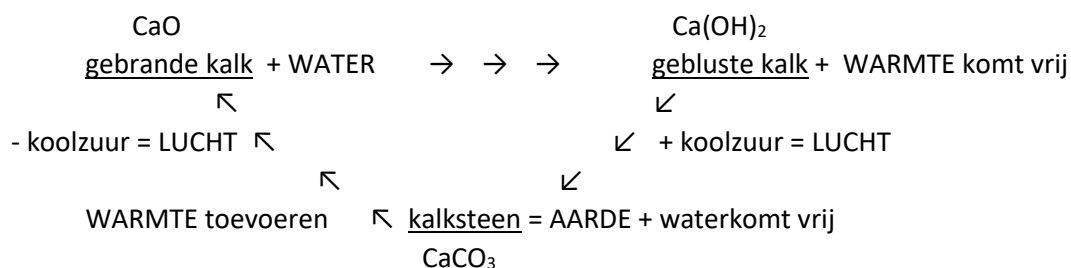 CaO Ca(OH)₂
gebrande kalk + WATER → → → gebluste kalk + WARMTE komt vrij
↖ ↙
- koolzuur = LUCHT ↖ ↙ + koolzuur = LUCHT
↖ ↙
WARMTE toevoeren ↖ kalksteen = AARDE + waterkomt vrij
CaCO₃